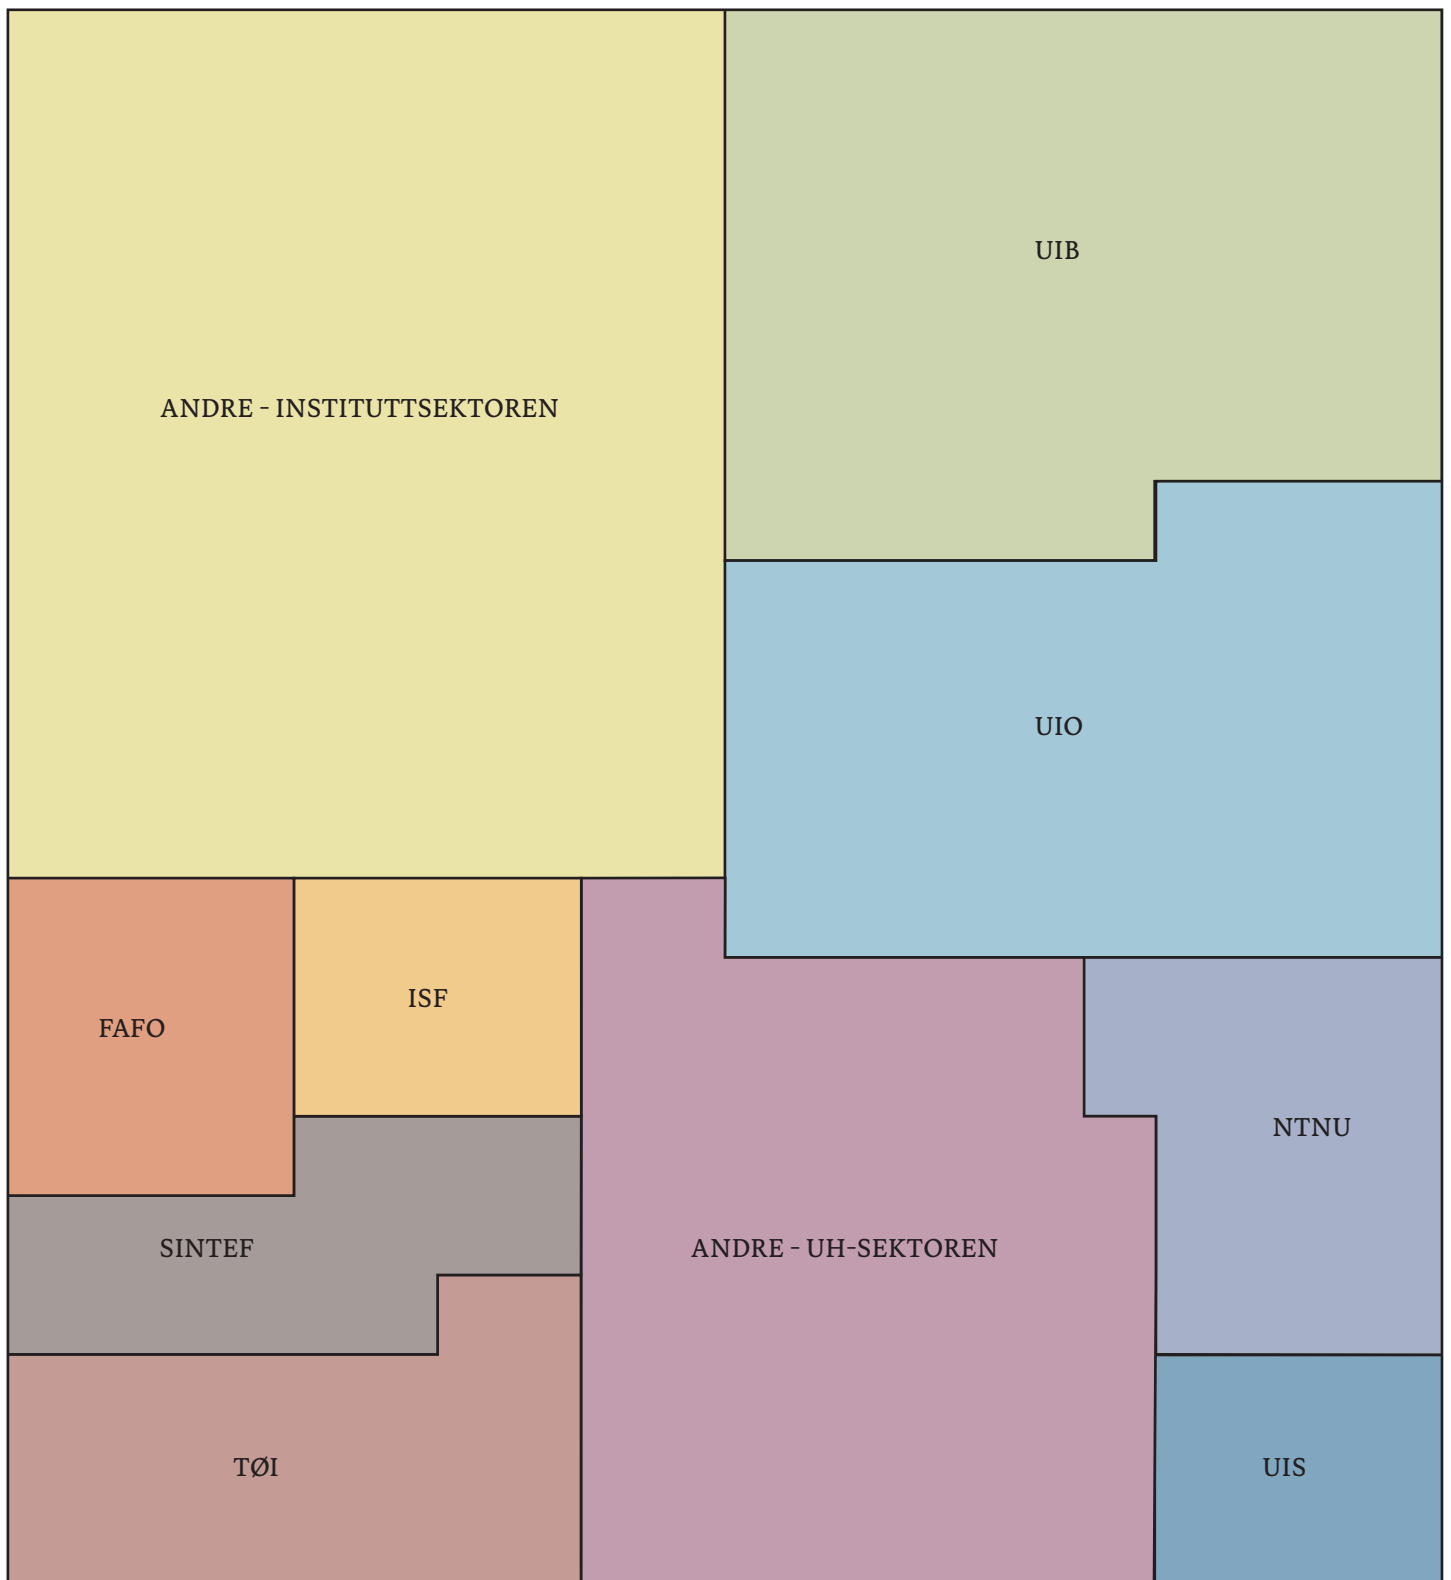 UIB
ANDRE - INSTITUTTSEKTOREN
UIO
ISF
FAFO
NTNU
SINTEF
ANDRE - UH-SEKTOREN
TØI
UIS